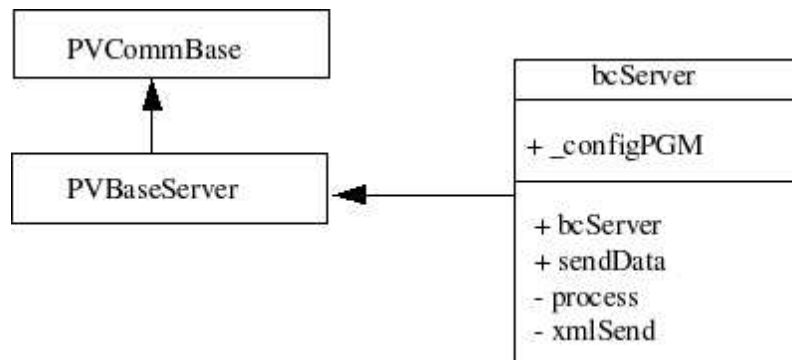 PVCommBase
PVBaseServer
bcServer
+ _configPGM
+ bcServer
+ sendData
- process
- xmlSend